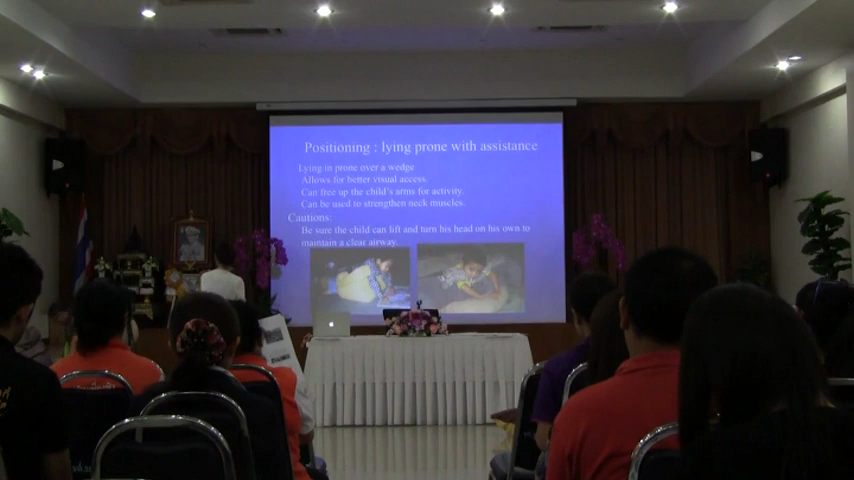 Positioning : lying prone with assistance
Lying in prone over a wedge
Allows for better visual access.
Can free up the child's arms for activity.
Can be used to strengthen neck muscles.
Cautions:
Be sure the child can lift and turn his head on his own to
maintain a clear airway.